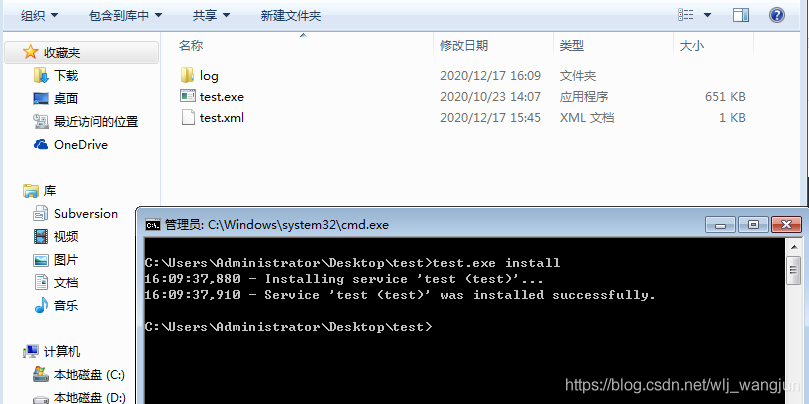 组织 包含到库中 共享 新建文件夹
收藏夹
下载
桌面
最近访问的位置
OneDrive
库
Subversion
视频
图片
文档
音乐
计算机
本地磁盘 (C:)
本地磁盘 (D:)
名称 修改日期 类型 大小
log 2020/12/17 16:09 文件夹
test.exe 2020/10/23 14:07 应用程序 651 KB
test.xml 2020/12/17 15:45 XML 文档 1 KB
管理员: C:\Windows\system32\cmd.exe
C:\Users\Administrator\Desktop\test>test.exe install
16:09:37,880 - Installing service 'test (test)'...
16:09:37,910 - Service 'test (test)' was installed successfully.
C:\Users\Administrator\Desktop\test>
https://blog.csdn.net/wlj_wangjun